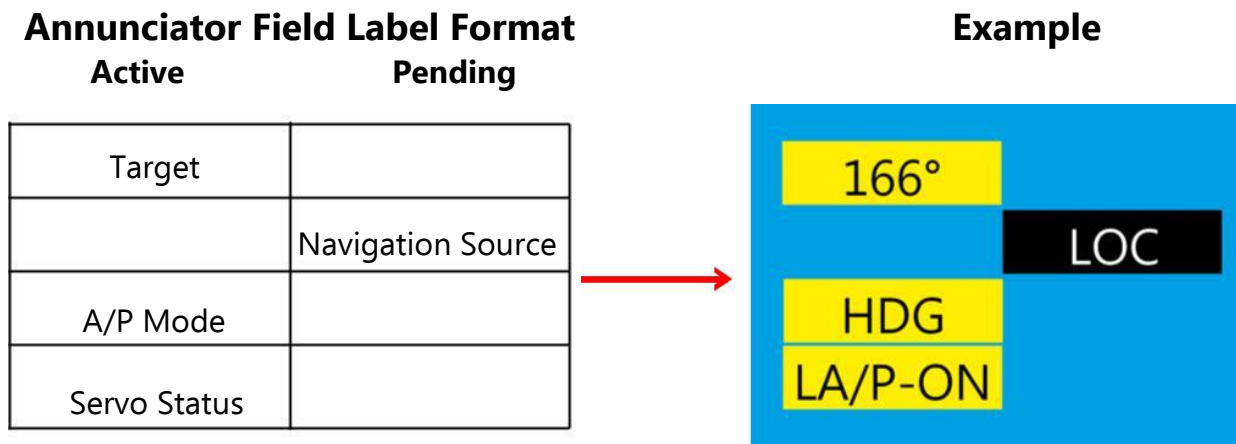 Annunciator Field Label Format
Active Pending
Target
Navigation Source
A/P Mode
Servo Status
Example
166°
LOC
HDG
LA/P-ON